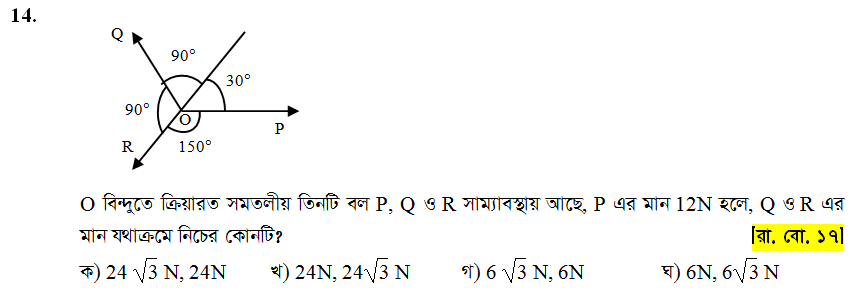 14.
Q
90°
30°
90°
O
P
R
150°
O বিন্দুতে ক্রিয়ারত সমতলীয় তিনটি বল P, Q ও R সাম্যাবস্থায় আছে, P এর মান 12N হলে, Q ও R এর
মান যথাক্রমে নিচের কোনটি? [রা. বো. ১৭]
ক) 24 √3 N, 24N খ) 24N, 24√3 N গ) 6 √3 N, 6N ঘ) 6N, 6√3 N